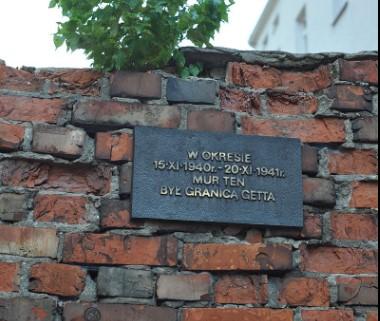 W OKRESIE
15·XI·1940r.-20·XI·1941r.
MUR TEN
BYŁ GRANICĄ GETTA